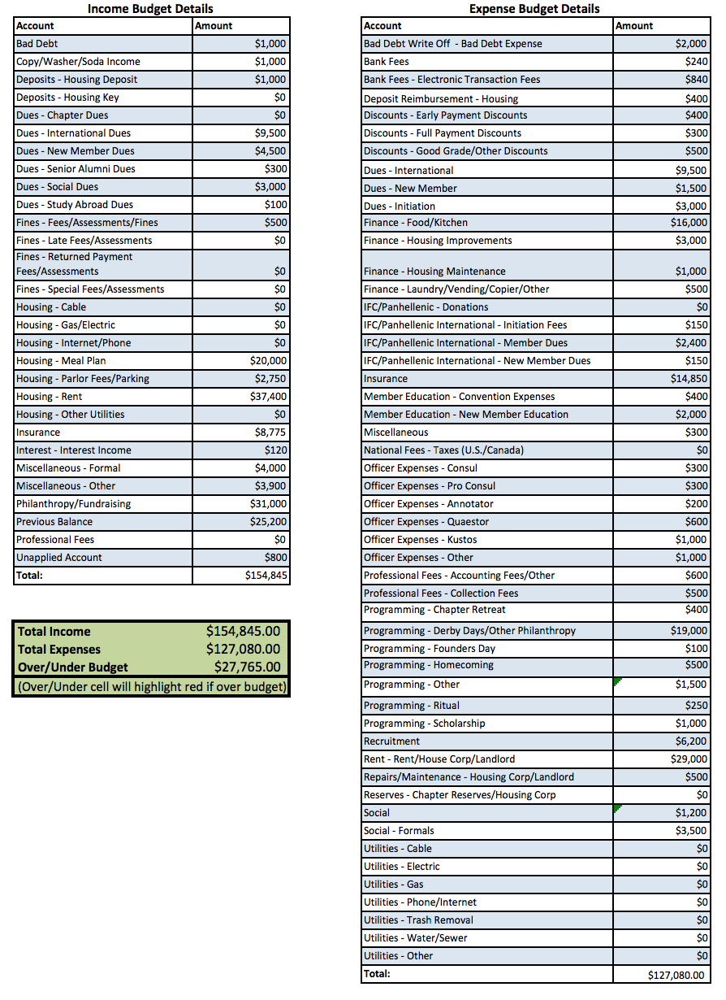 Income Budget Details
Account Amount
Bad Debt $1,000
Copy/Washer/Soda Income $1,000
Deposits - Housing Deposit $1,000
Deposits - Housing Key $0
Dues - Chapter Dues $0
Dues - International Dues $9,500
Dues - New Member Dues $4,500
Dues - Senior Alumni Dues $300
Dues - Social Dues $3,000
Dues - Study Abroad Dues $100
Fines - Fees/Assessments/Fines $500
Fines - Late Fees/Assessments $0
Fines - Returned Payment
Fees/Assessments $0
Fines - Special Fees/Assessments $0
Housing - Cable $0
Housing - Gas/Electric $0
Housing - Internet/Phone $0
Housing - Meal Plan $20,000
Housing - Parlor Fees/Parking $2,750
Housing - Rent $37,400
Housing - Other Utilities $0
Insurance $8,775
Interest - Interest Income $120
Miscellaneous - Formal $4,000
Miscellaneous - Other $3,900
Philanthropy/Fundraising $31,000
Previous Balance $25,200
Professional Fees $0
Unapplied Account $800
Total: $154,845
Total Income $154,845.00
Total Expenses $127,080.00
Over/Under Budget $27,765.00
(Over/Under cell will highlight red if over budget)
Expense Budget Details
Account Amount
Bad Debt Write Off - Bad Debt Expense $2,000
Bank Fees $240
Bank Fees - Electronic Transaction Fees $840
Deposit Reimbursement - Housing $400
Discounts - Early Payment Discounts $400
Discounts - Full Payment Discounts $300
Discounts - Good Grade/Other Discounts $500
Dues - International $9,500
Dues - New Member $1,500
Dues - Initiation $3,000
Finance - Food/Kitchen $16,000
Finance - Housing Improvements $3,000
Finance - Housing Maintenance $1,000
Finance - Laundry/Vending/Copier/Other $500
IFC/Panhellenic - Donations $0
IFC/Panhellenic International - Initiation Fees $150
IFC/Panhellenic International - Member Dues $2,400
IFC/Panhellenic International - New Member Dues $150
Insurance $14,850
Member Education - Convention Expenses $400
Member Education - New Member Education $2,000
Miscellaneous $300
National Fees - Taxes (U.S./Canada) $0
Officer Expenses - Consul $300
Officer Expenses - Pro Consul $300
Officer Expenses - Annotator $200
Officer Expenses - Quaestor $600
Officer Expenses - Kustos $1,000
Officer Expenses - Other $1,000
Professional Fees - Accounting Fees/Other $600
Professional Fees - Collection Fees $500
Programming - Chapter Retreat $400
Programming - Derby Days/Other Philanthropy $19,000
Programming - Founders Day $100
Programming - Homecoming $500
Programming - Other $1,500
Programming - Ritual $250
Programming - Scholarship $1,000
Recruitment $6,200
Rent - Rent/House Corp/Landlord $29,000
Repairs/Maintenance - Housing Corp/Landlord $500
Reserves - Chapter Reserves/Housing Corp $0
Social $1,200
Social - Formals $3,500
Utilities - Cable $0
Utilities - Electric $0
Utilities - Gas $0
Utilities - Phone/Internet $0
Utilities - Trash Removal $0
Utilities - Water/Sewer $0
Utilities - Other $0
Total: $127,080.00